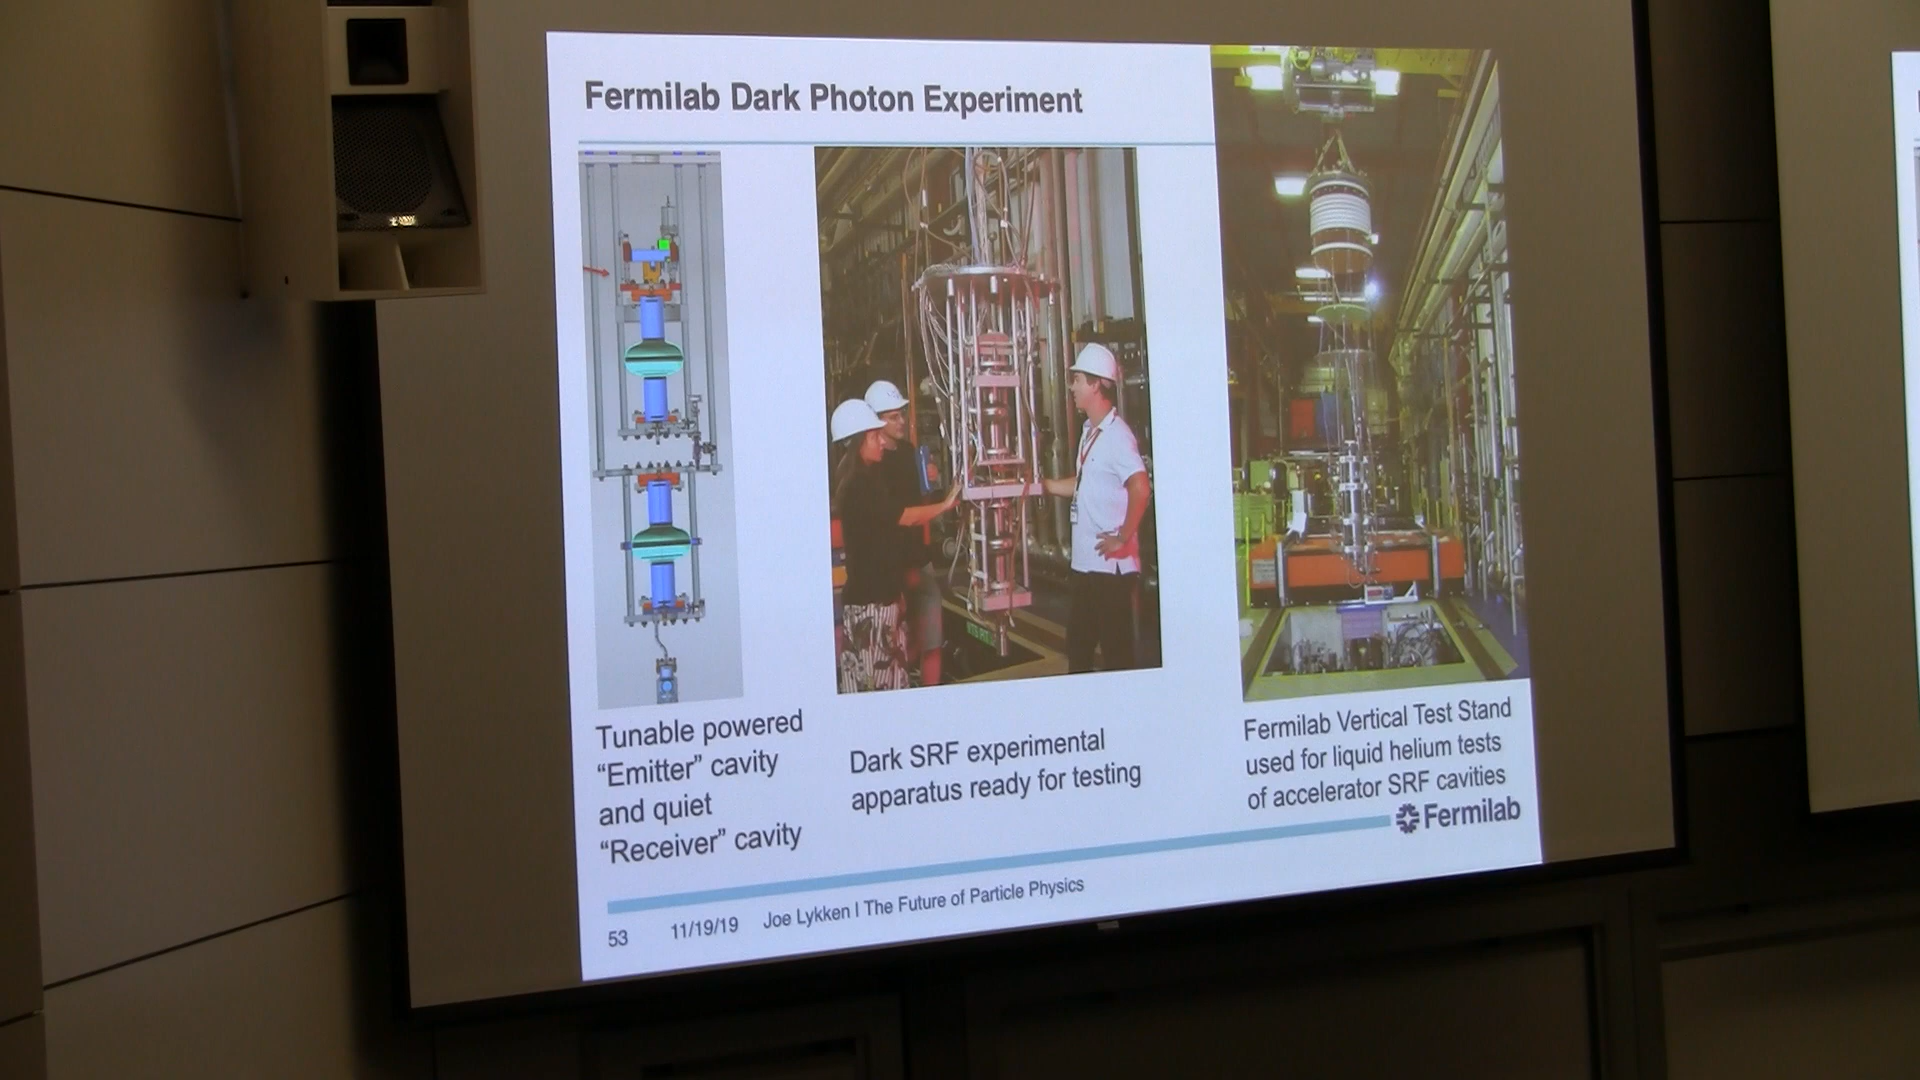 Fermilab Dark Photon Experiment
Tunable powered
“Emitter” cavity
and quiet
“Receiver” cavity
Dark SRF experimental
apparatus ready for testing
Fermilab Vertical Test Stand
used for liquid helium tests
of accelerator SRF cavities
Fermilab
53 11/19/19 Joe Lykken I The Future of Particle Physics